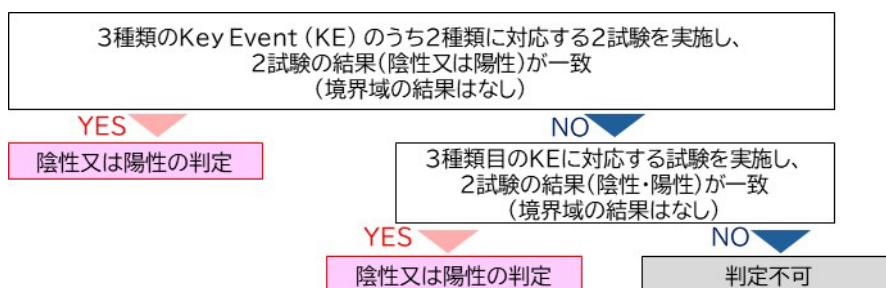 3種類のKey Event (KE) のうち2種類に対応する2試験を実施し、
2試験の結果(陰性又は陽性)が一致
(境界域の結果はなし)
YES
NO
陰性又は陽性の判定
3種類目のKEに対応する試験を実施し、
2試験の結果(陰性・陽性)が一致
(境界域の結果はなし)
YES
NO
陰性又は陽性の判定
判定不可